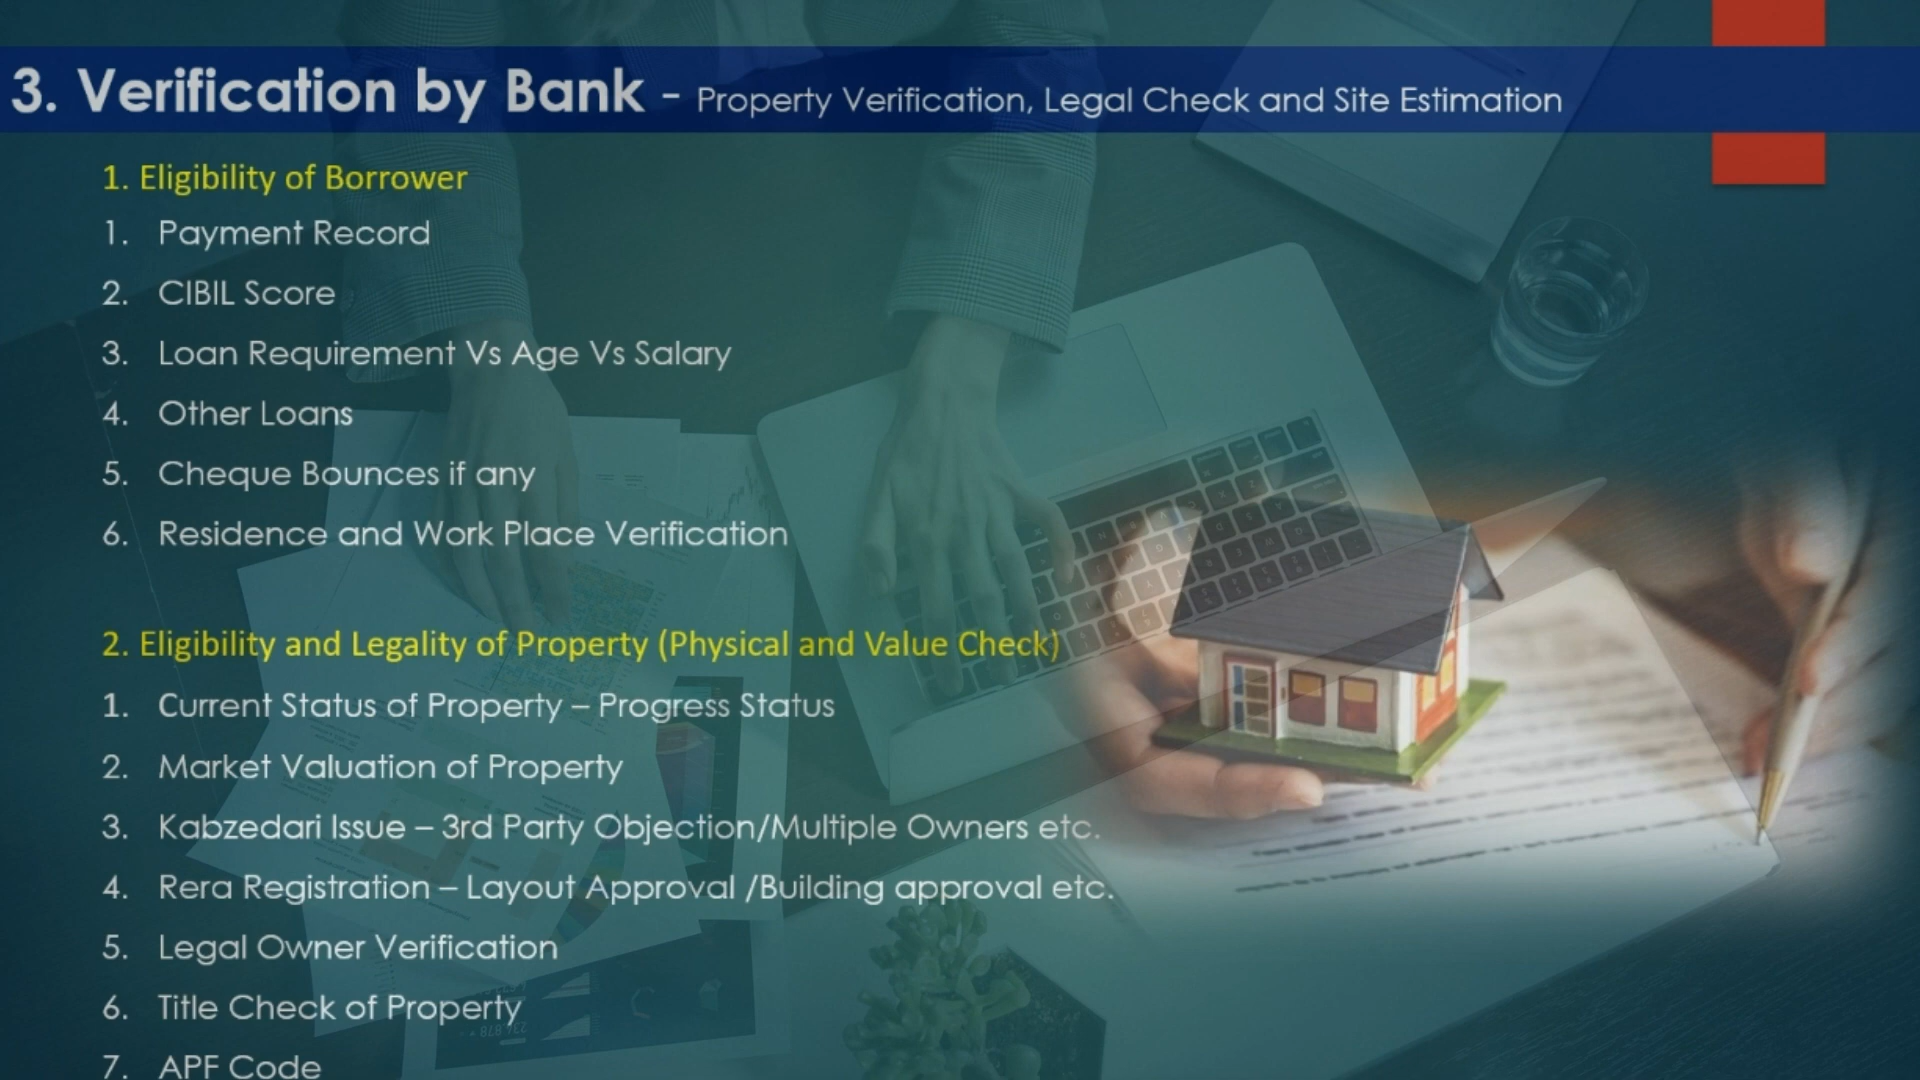 3. Verification by Bank - Property Verification, Legal Check and Site Estimation
1. Eligibility of Borrower
1. Payment Record
2. CIBIL Score
3. Loan Requirement Vs Age Vs Salary
4. Other Loans
5. Cheque Bounces if any
6. Residence and Work Place Verification
2. Eligibility and Legality of Property (Physical and Value Check)
1. Current Status of Property – Progress Status
2. Market Valuation of Property
3. Kabzedari Issue – 3rd Party Objection/Multiple Owners etc.
4. Rera Registration – Layout Approval /Building approval etc.
5. Legal Owner Verification
6. Title Check of Property
7. APF Code